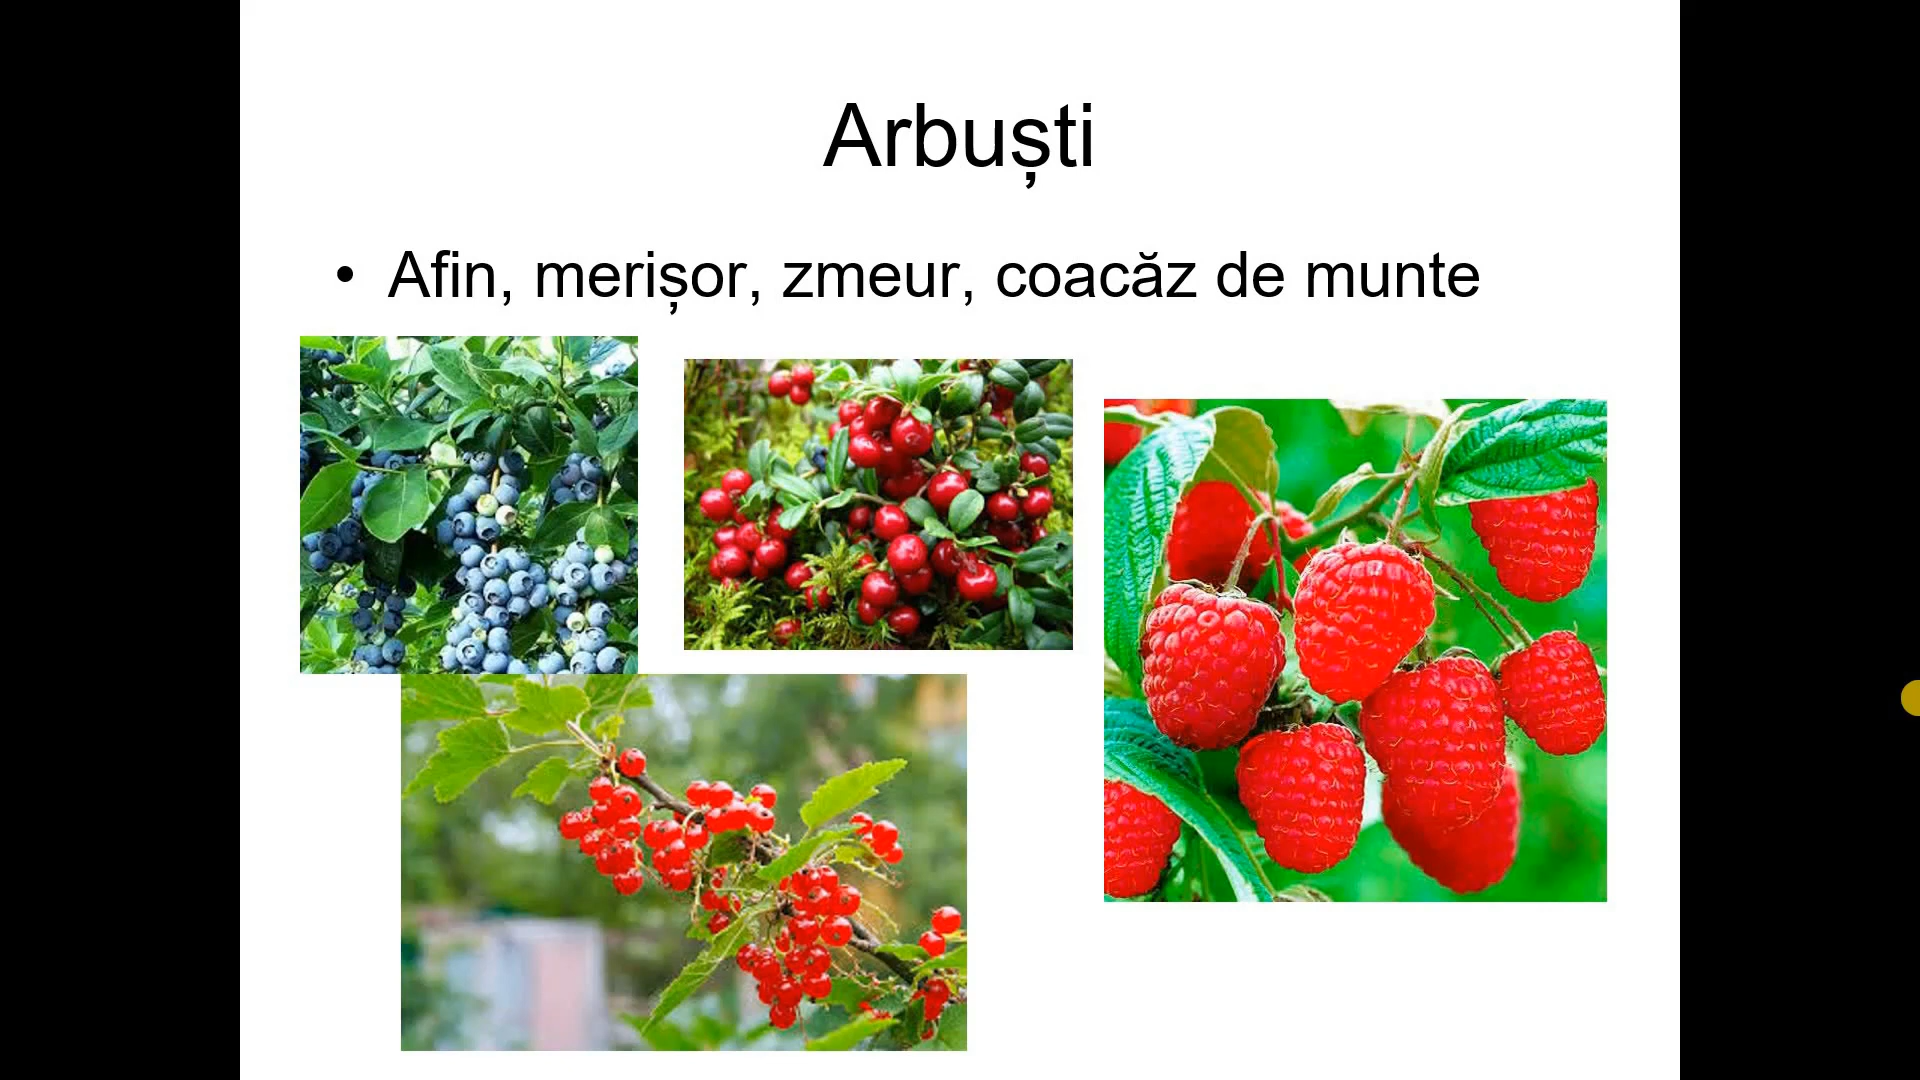 Arbuști
• Afin, merișor, zmeur, coacăz de munte